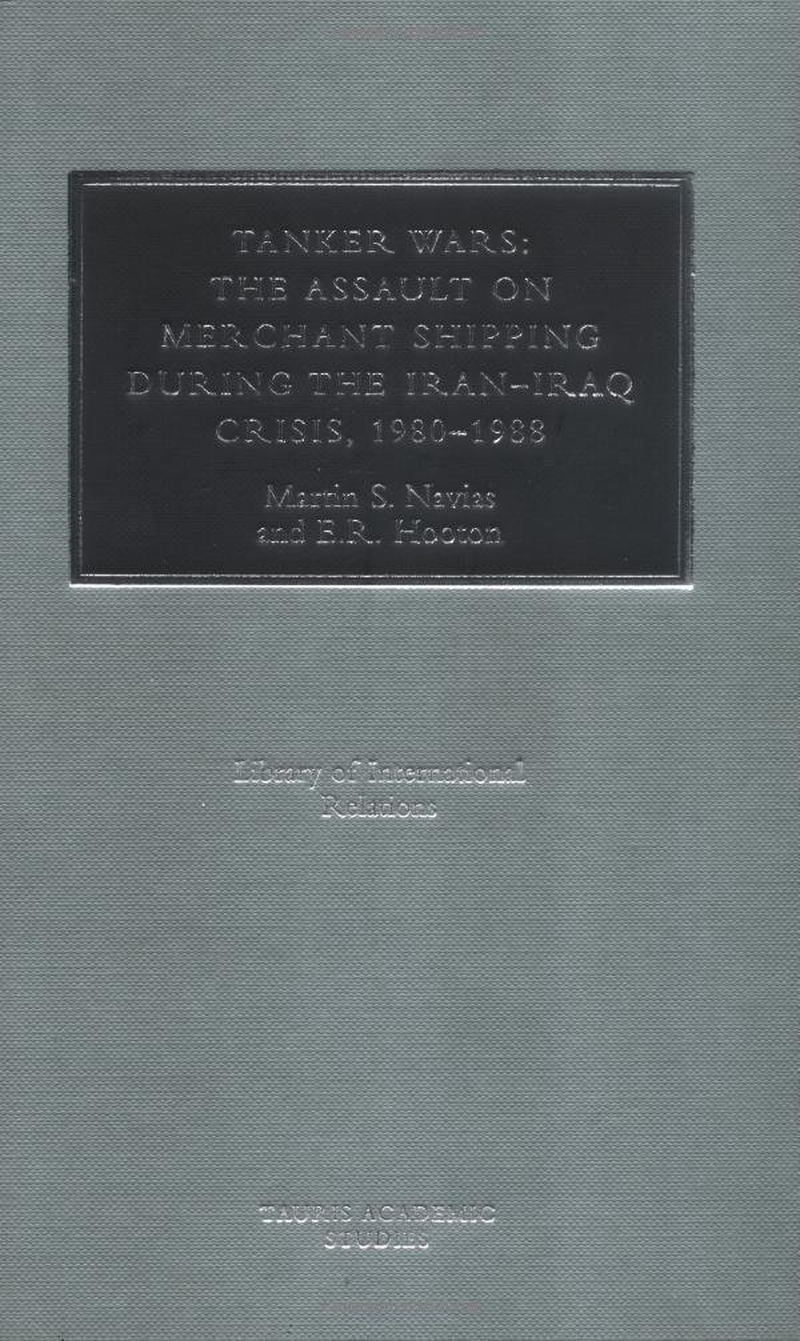 TANKER WARS:
THE ASSAULT ON
MERCHANT SHIPPING
DURING THE IRAN–IRAQ
CRISIS, 1980–1988
Martin S. Navias
and E.R. Hooton
Library of International
Relations
TAURIS ACADEMIC
STUDIES